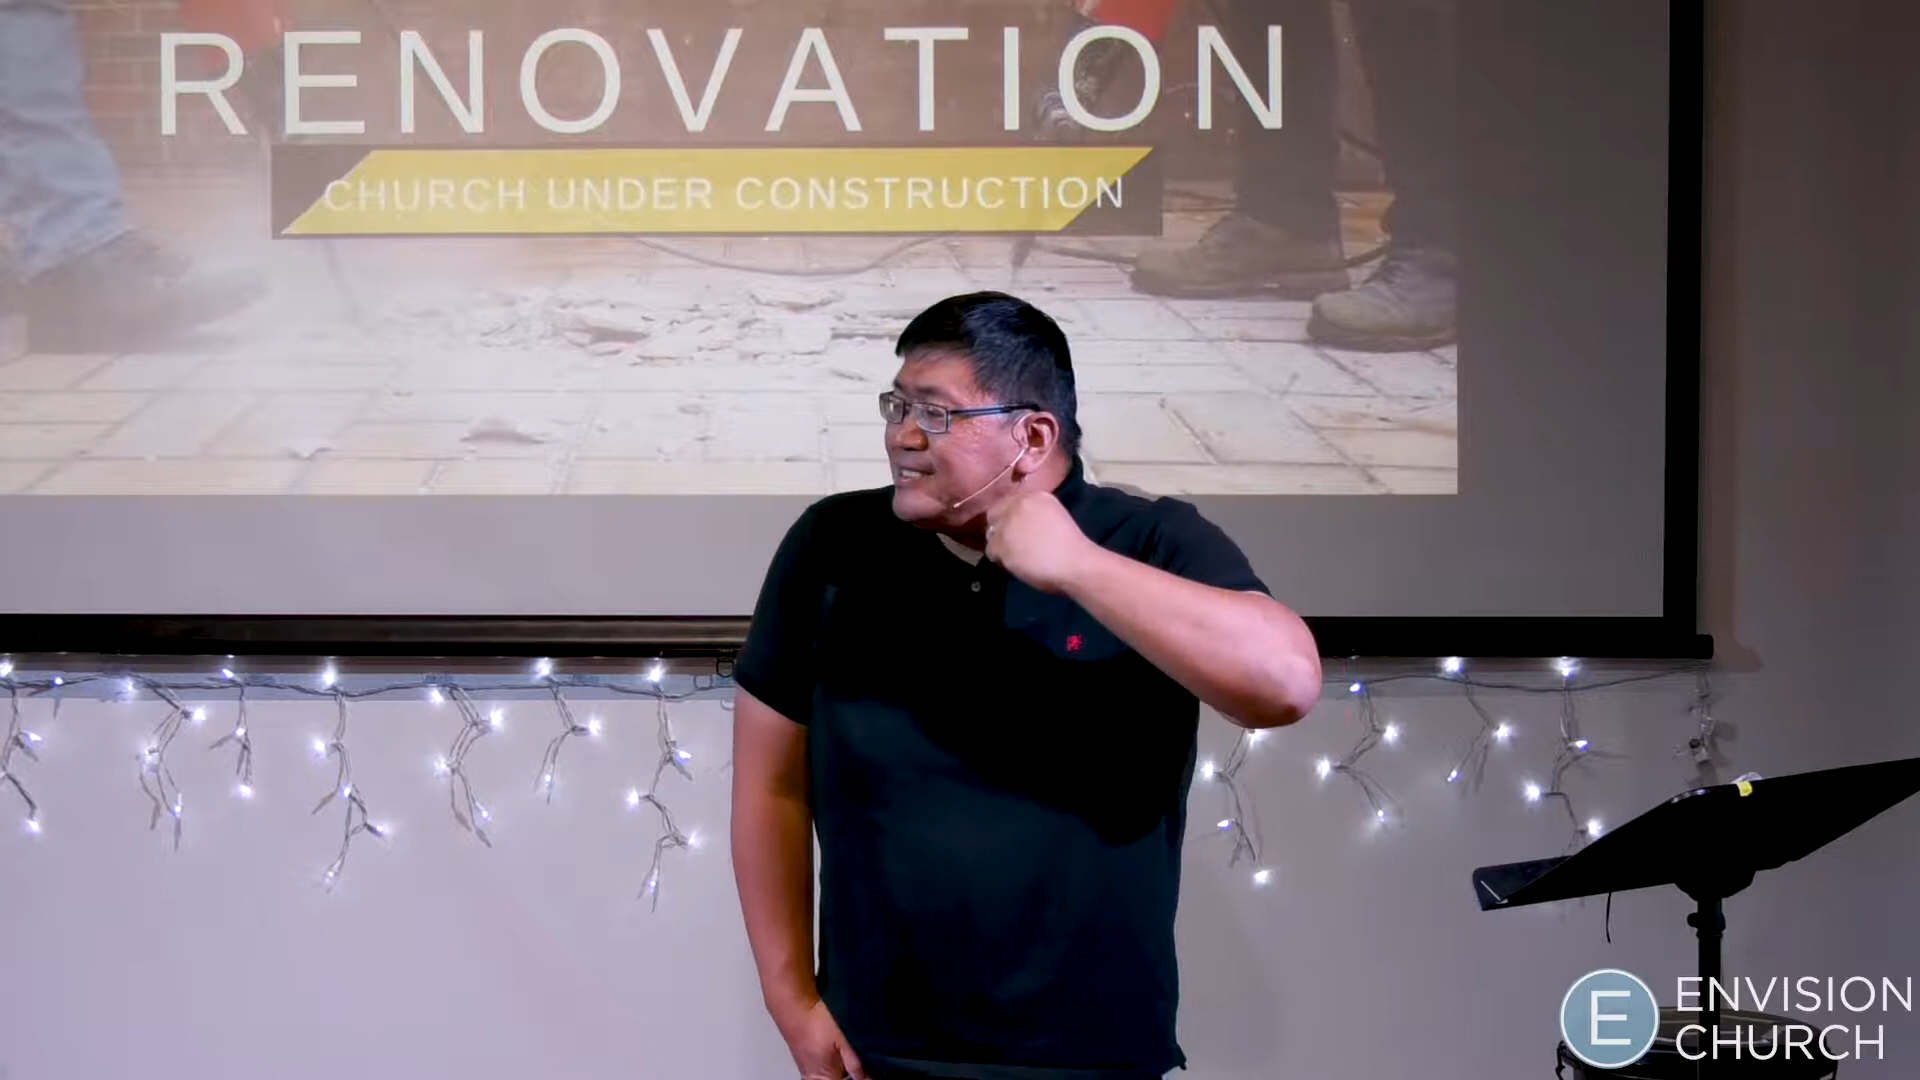 RENOVATION
CHURCH UNDER CONSTRUCTION
E
ENVISION
CHURCH